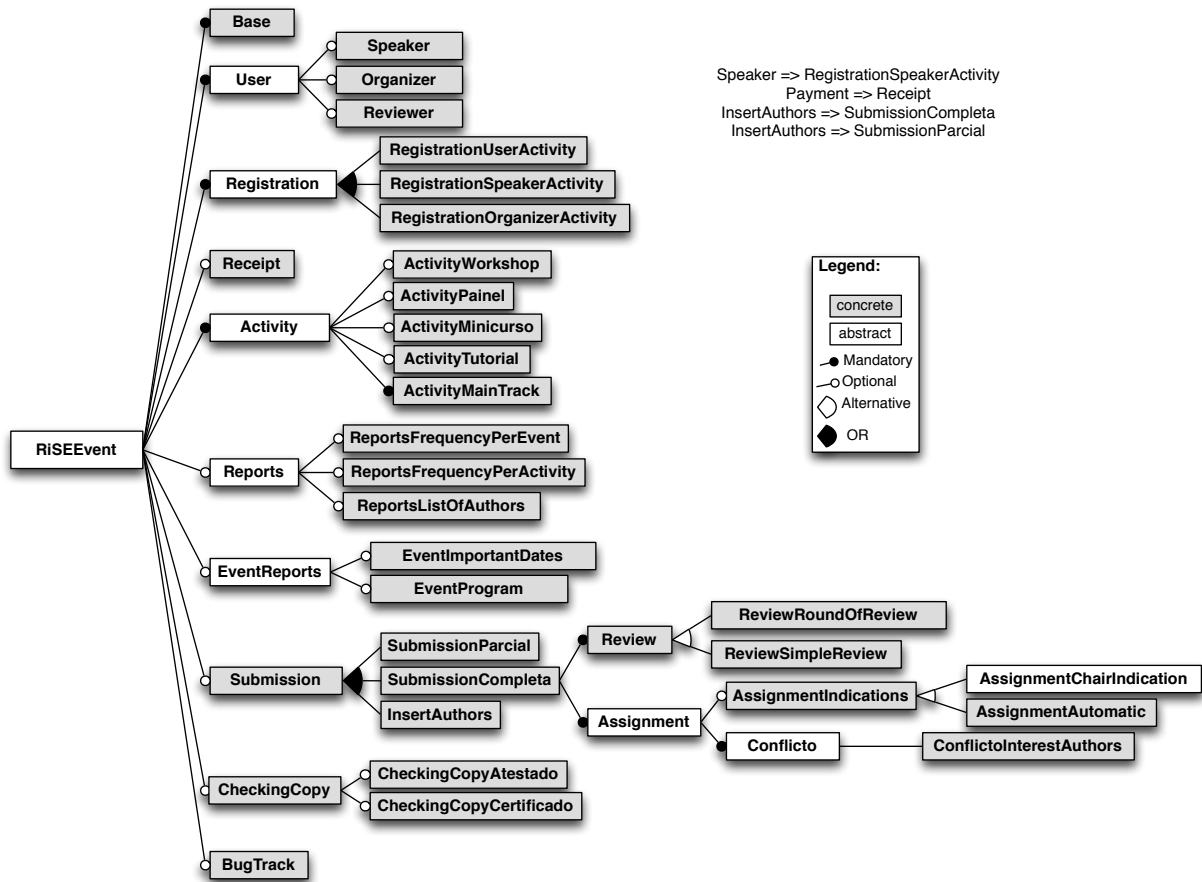 Base
User
Speaker
Organizer
Reviewer
Speaker => RegistrationSpeakerActivity
Payment => Receipt
InsertAuthors => SubmissionCompleta
InsertAuthors => SubmissionParcial
Registration
RegistrationUserActivity
RegistrationSpeakerActivity
RegistrationOrganizerActivity
Receipt
Activity
ActivityWorkshop
ActivityPainel
ActivityMinicurso
ActivityTutorial
ActivityMainTrack
Legend:
concrete
abstract
Mandatory
Optional
Alternative
OR
RiSEEvent
Reports
ReportsFrequencyPerEvent
ReportsFrequencyPerActivity
ReportsListOfAuthors
EventReports
EventImportantDates
EventProgram
Submission
SubmissionParcial
SubmissionCompleta
InsertAuthors
Review
ReviewRoundOfReview
ReviewSimpleReview
Assignment
AssignmentIndications
AssignmentChairIndication
AssignmentAutomatic
Conflicto
ConflictoInterestAuthors
CheckingCopy
CheckingCopyAtestado
CheckingCopyCertificado
BugTrack